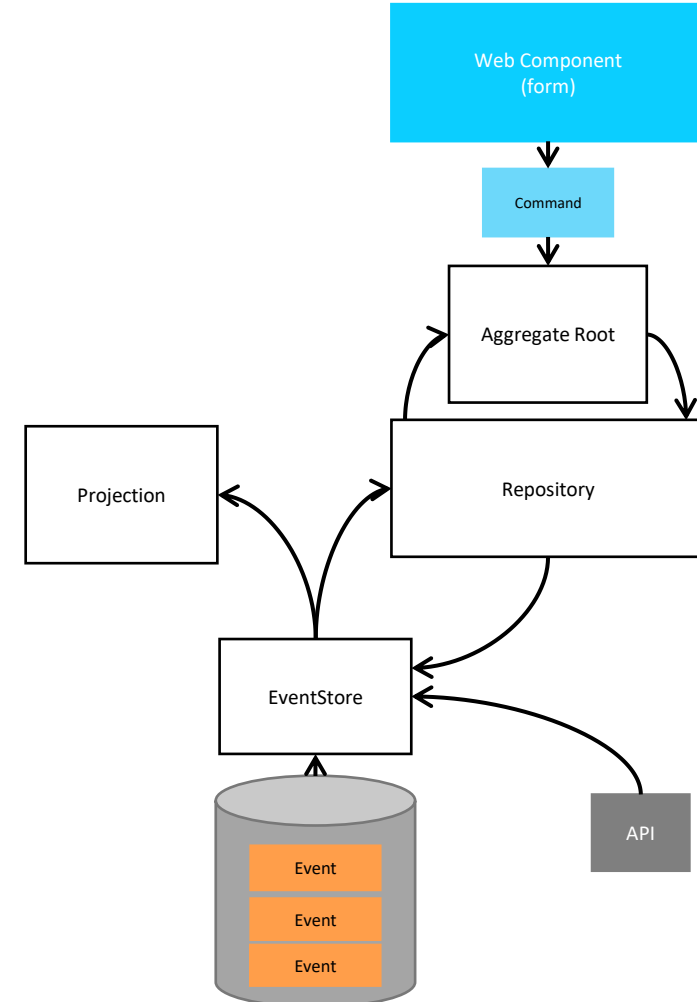 Web Component
(form)
Command
Aggregate Root
Projection
Repository
EventStore
API
Event
Event
Event